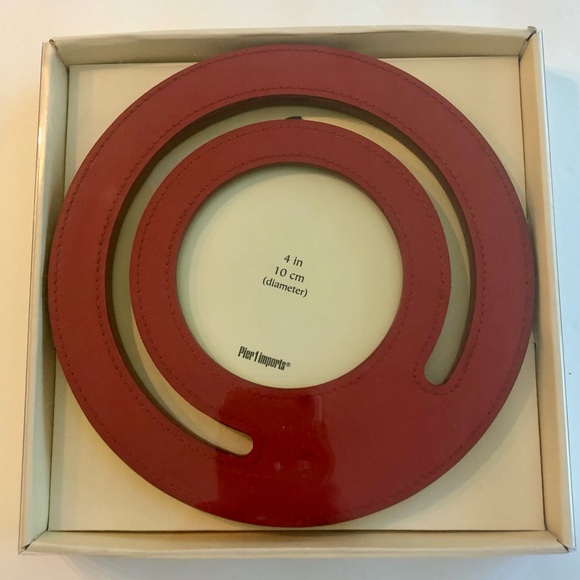 4 in
10 cm
(diameter)
Pier 1 imports®